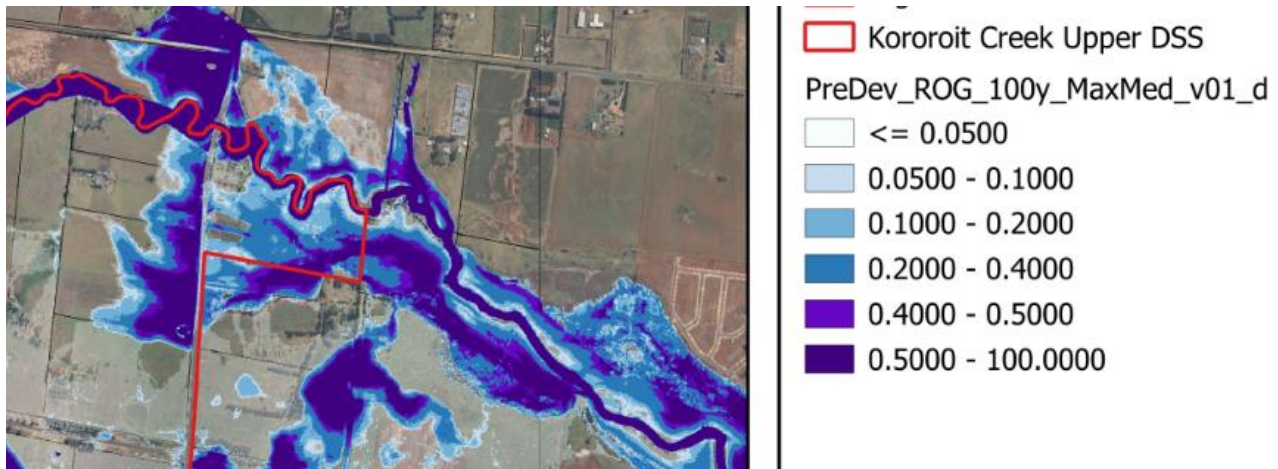 Kororoit Creek Upper DSS
PreDev_ROG_100y_MaxMed_v01_d
<= 0.0500
0.0500 - 0.1000
0.1000 - 0.2000
0.2000 - 0.4000
0.4000 - 0.5000
0.5000 - 100.0000